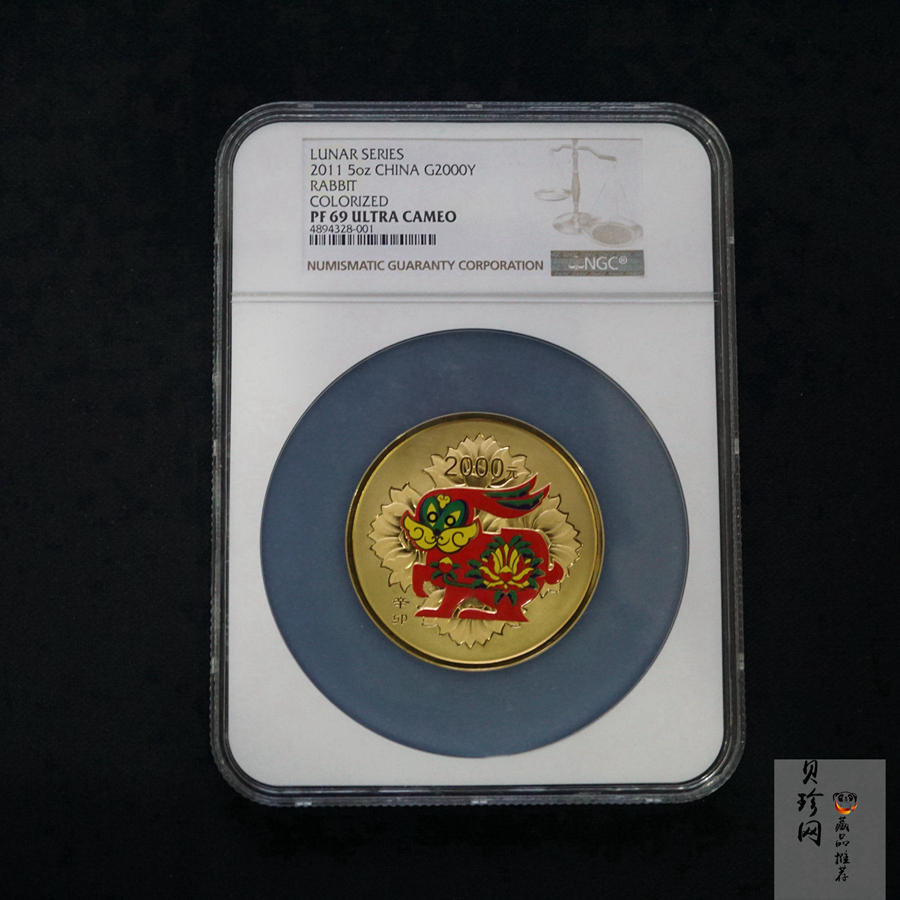 LUNAR SERIES
2011 5oz CHINA G2000Y
RABBIT
COLORIZED
PF 69 ULTRA CAMEO
4894328-001
NUMISMATIC GUARANTY CORPORATION
NGC®
2000元
辛
卯
贝珍网
藏品推荐